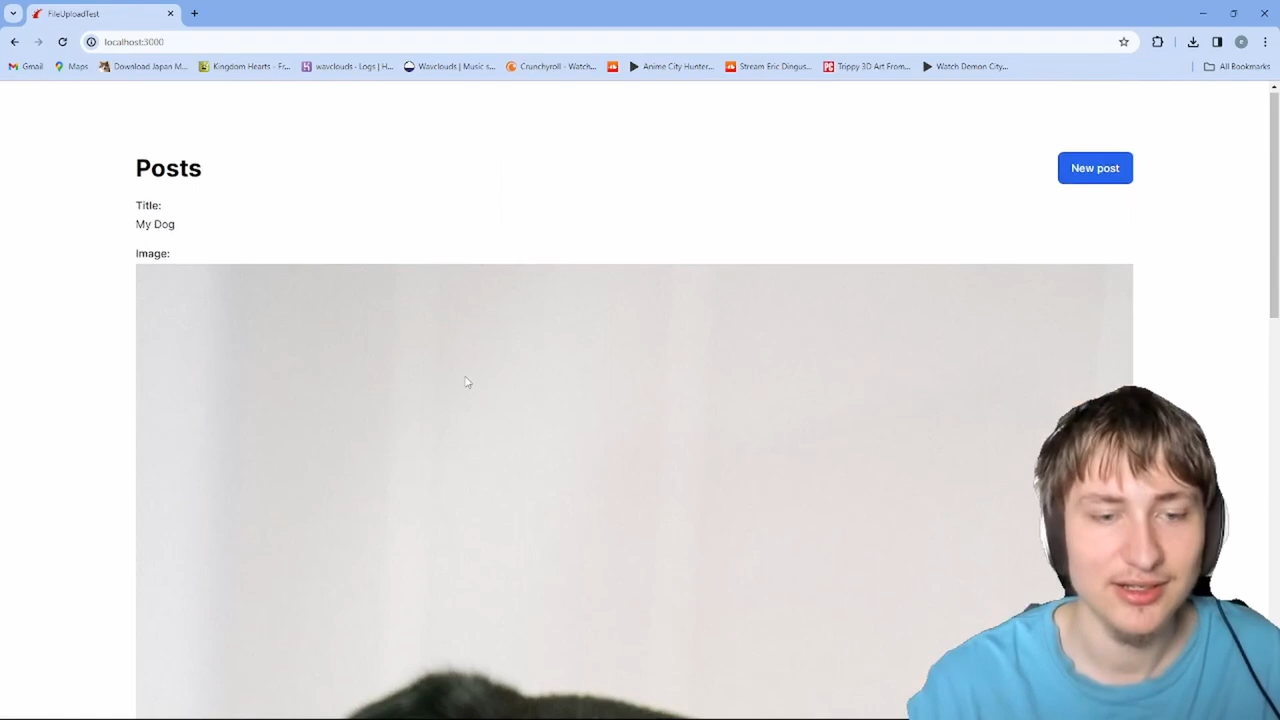 FileUploadTest
localhost:3000
Gmail
Maps
Download Japan M...
Kingdom Hearts - Fr...
wavclouds - Logs | H...
Wavclouds | Music s...
Crunchyroll - Watch...
Anime City Hunter...
Stream Eric Dingus...
Trippy 3D Art From...
Watch Demon City...
All Bookmarks
Posts
New post
Title:
My Dog
Image: